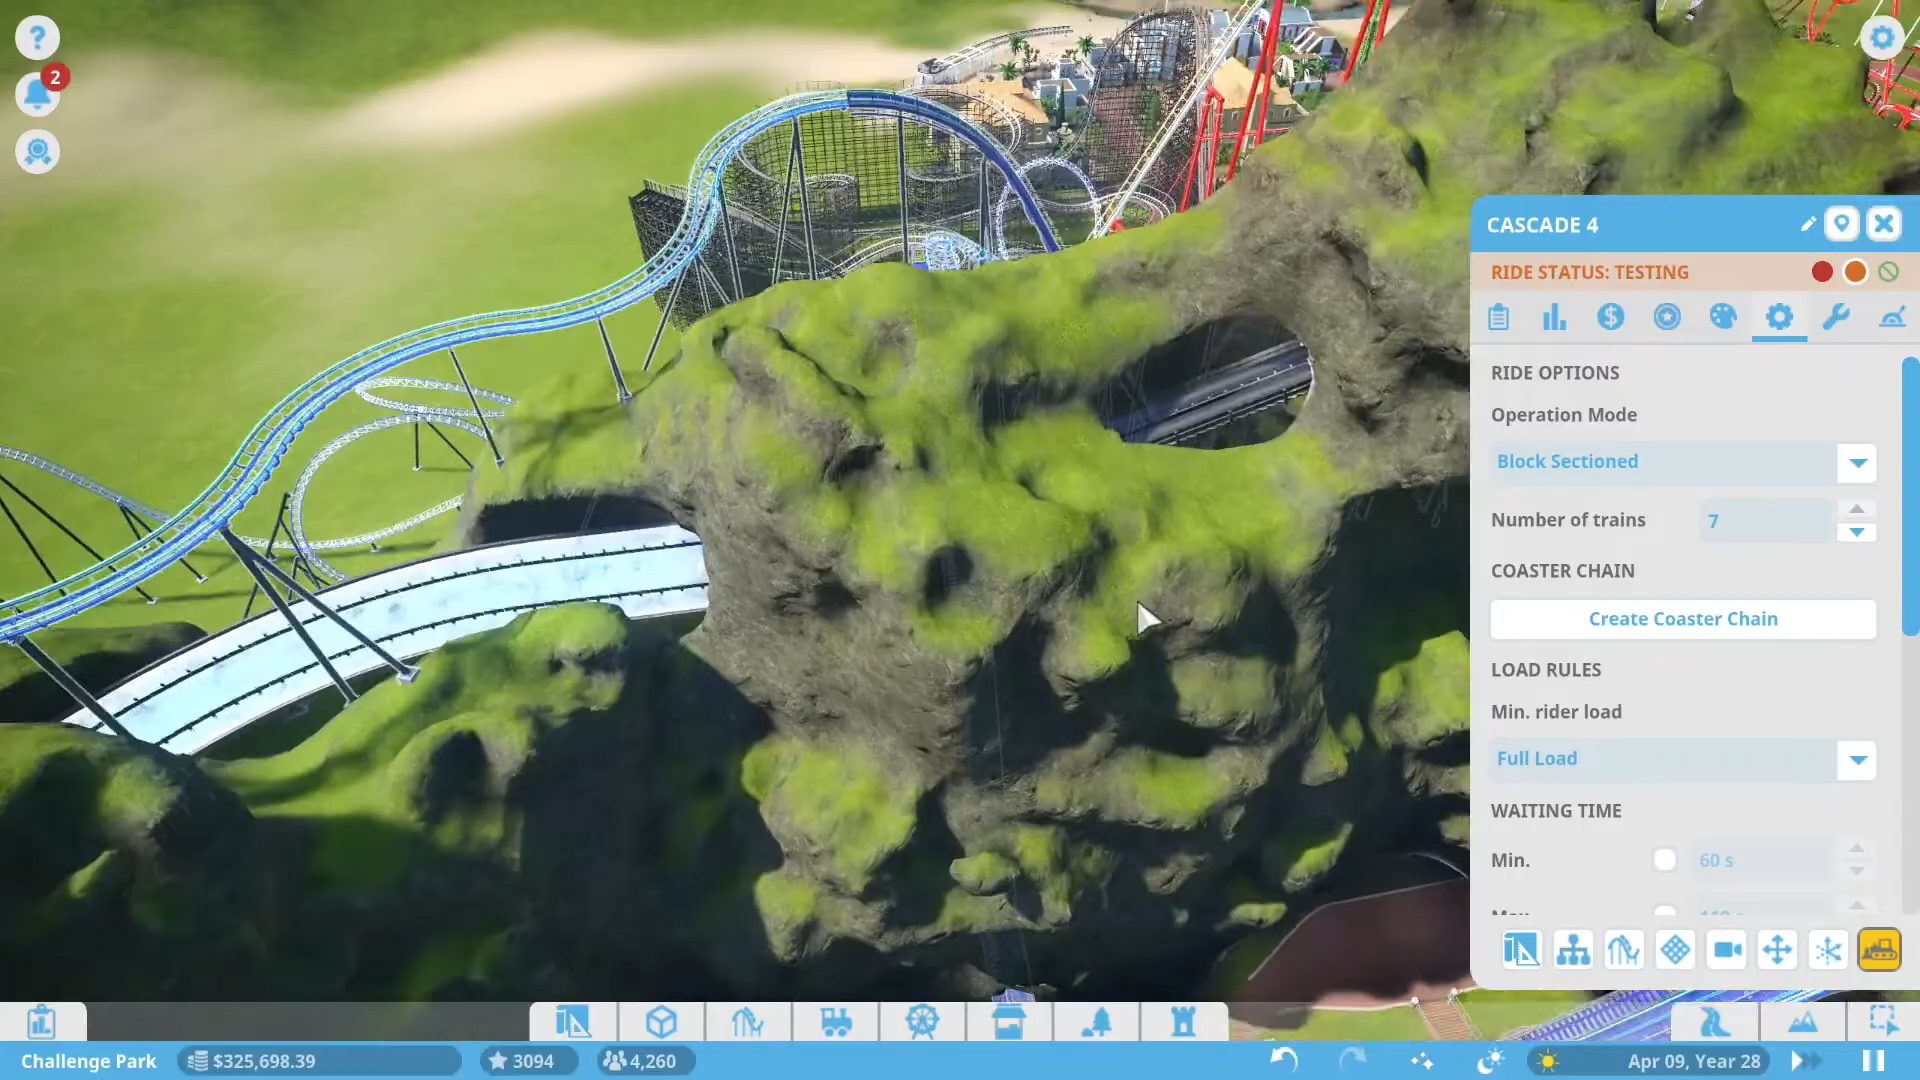 ?
2
CASCADE 4
RIDE STATUS: TESTING
RIDE OPTIONS
Operation Mode
Block Sectioned
Number of trains 7
COASTER CHAIN
Create Coaster Chain
LOAD RULES
Min. rider load
Full Load
WAITING TIME
Min. 60 s
Challenge Park $325,698.39 3094 4,260 Apr 09, Year 28